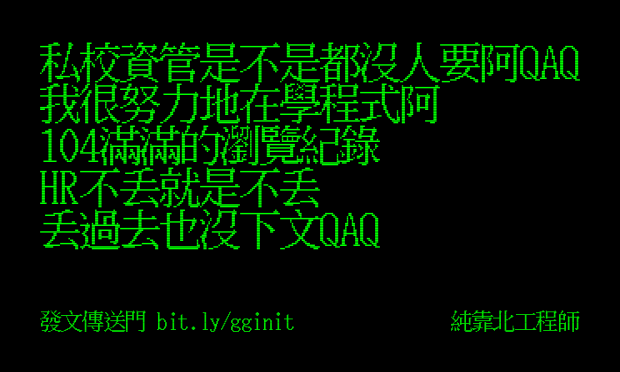 私校資管是不是都沒人要阿QAQ
我很努力地在學程式阿
104滿滿的瀏覽紀錄
HR不丟就是不丟
丟過去也沒下文QAQ
發文傳送門 bit.ly/gginit
純靠北工程師